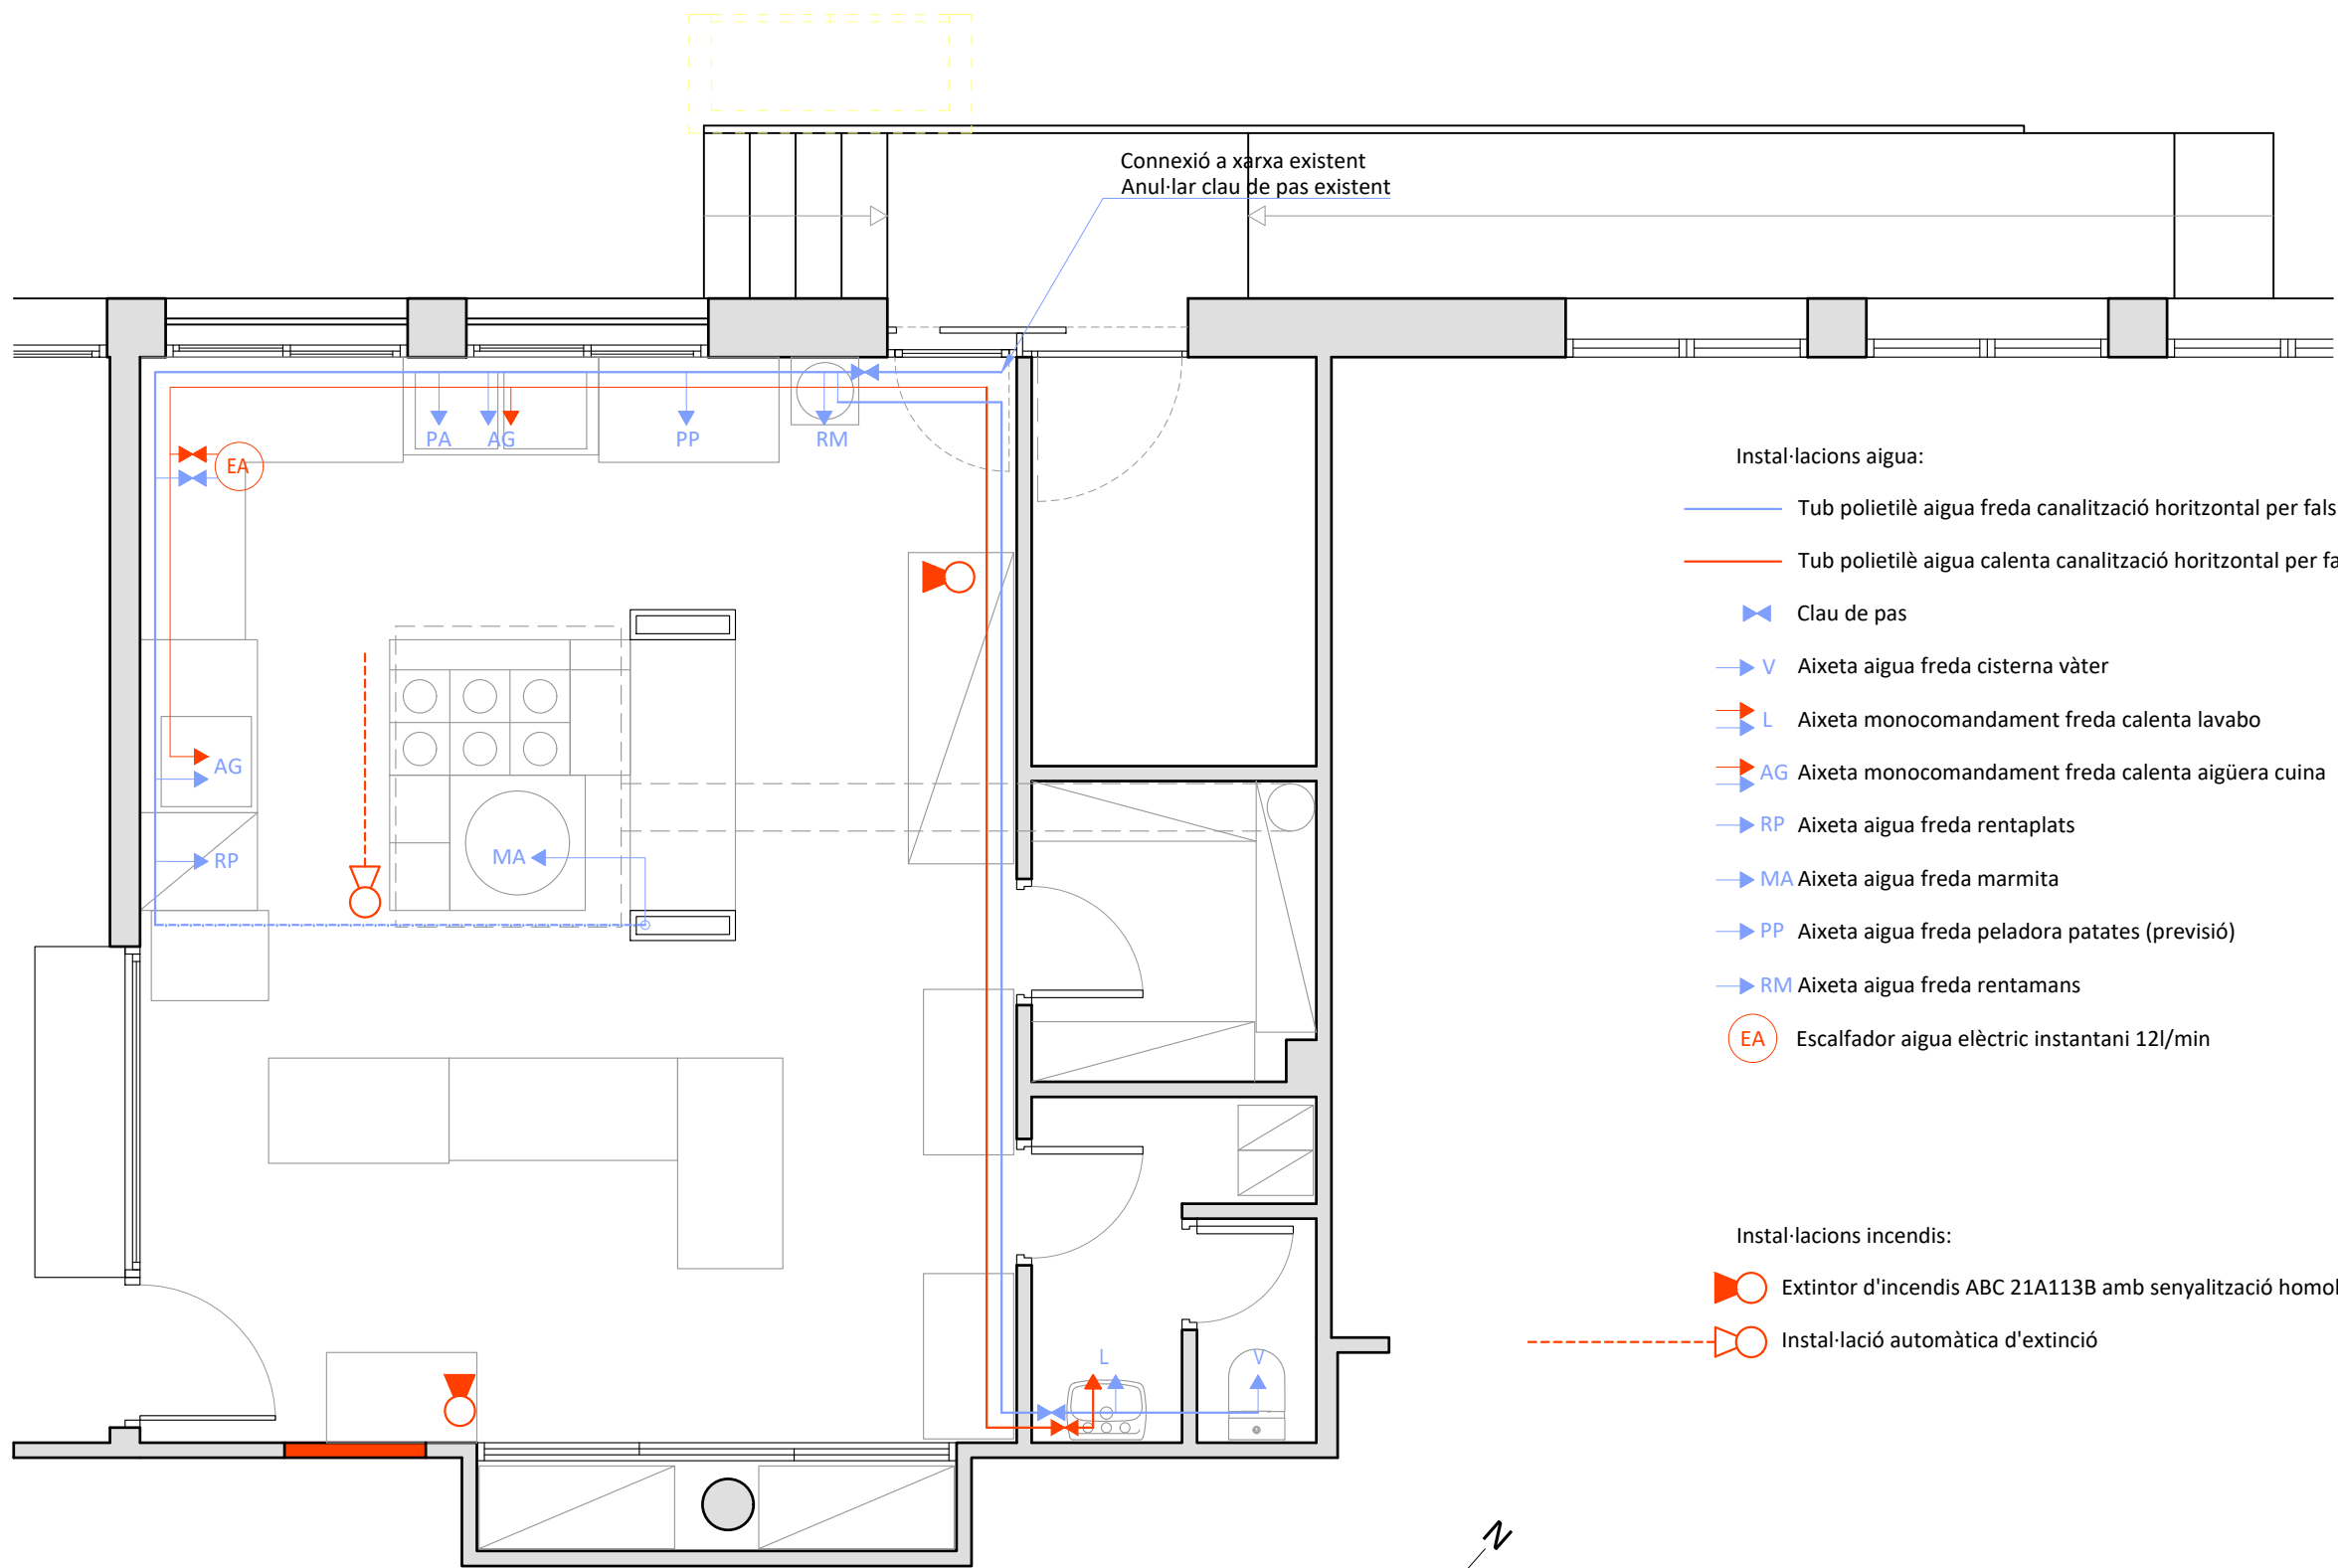 Connexió a xarxa existent
Anul·lar clau de pas existent
PA
AG
PP
RM
EA
AG
RP
MA
L
V
Instal·lacions aigua:
Tub polietilè aigua freda canalització horitzontal per fals
Tub polietilè aigua calenta canalització horitzontal per fa
Clau de pas
V Aixeta aigua freda cisterna vàter
L Aixeta monocomandament freda calenta lavabo
AG Aixeta monocomandament freda calenta aigüera cuina
RP Aixeta aigua freda rentaplats
MA Aixeta aigua freda marmita
PP Aixeta aigua freda peladora patates (previsió)
RM Aixeta aigua freda rentamans
EA Escalfador aigua elèctric instantani 12l/min
Instal·lacions incendis:
Extintor d'incendis ABC 21A113B amb senyalització homol
Instal·lació automàtica d'extinció
N